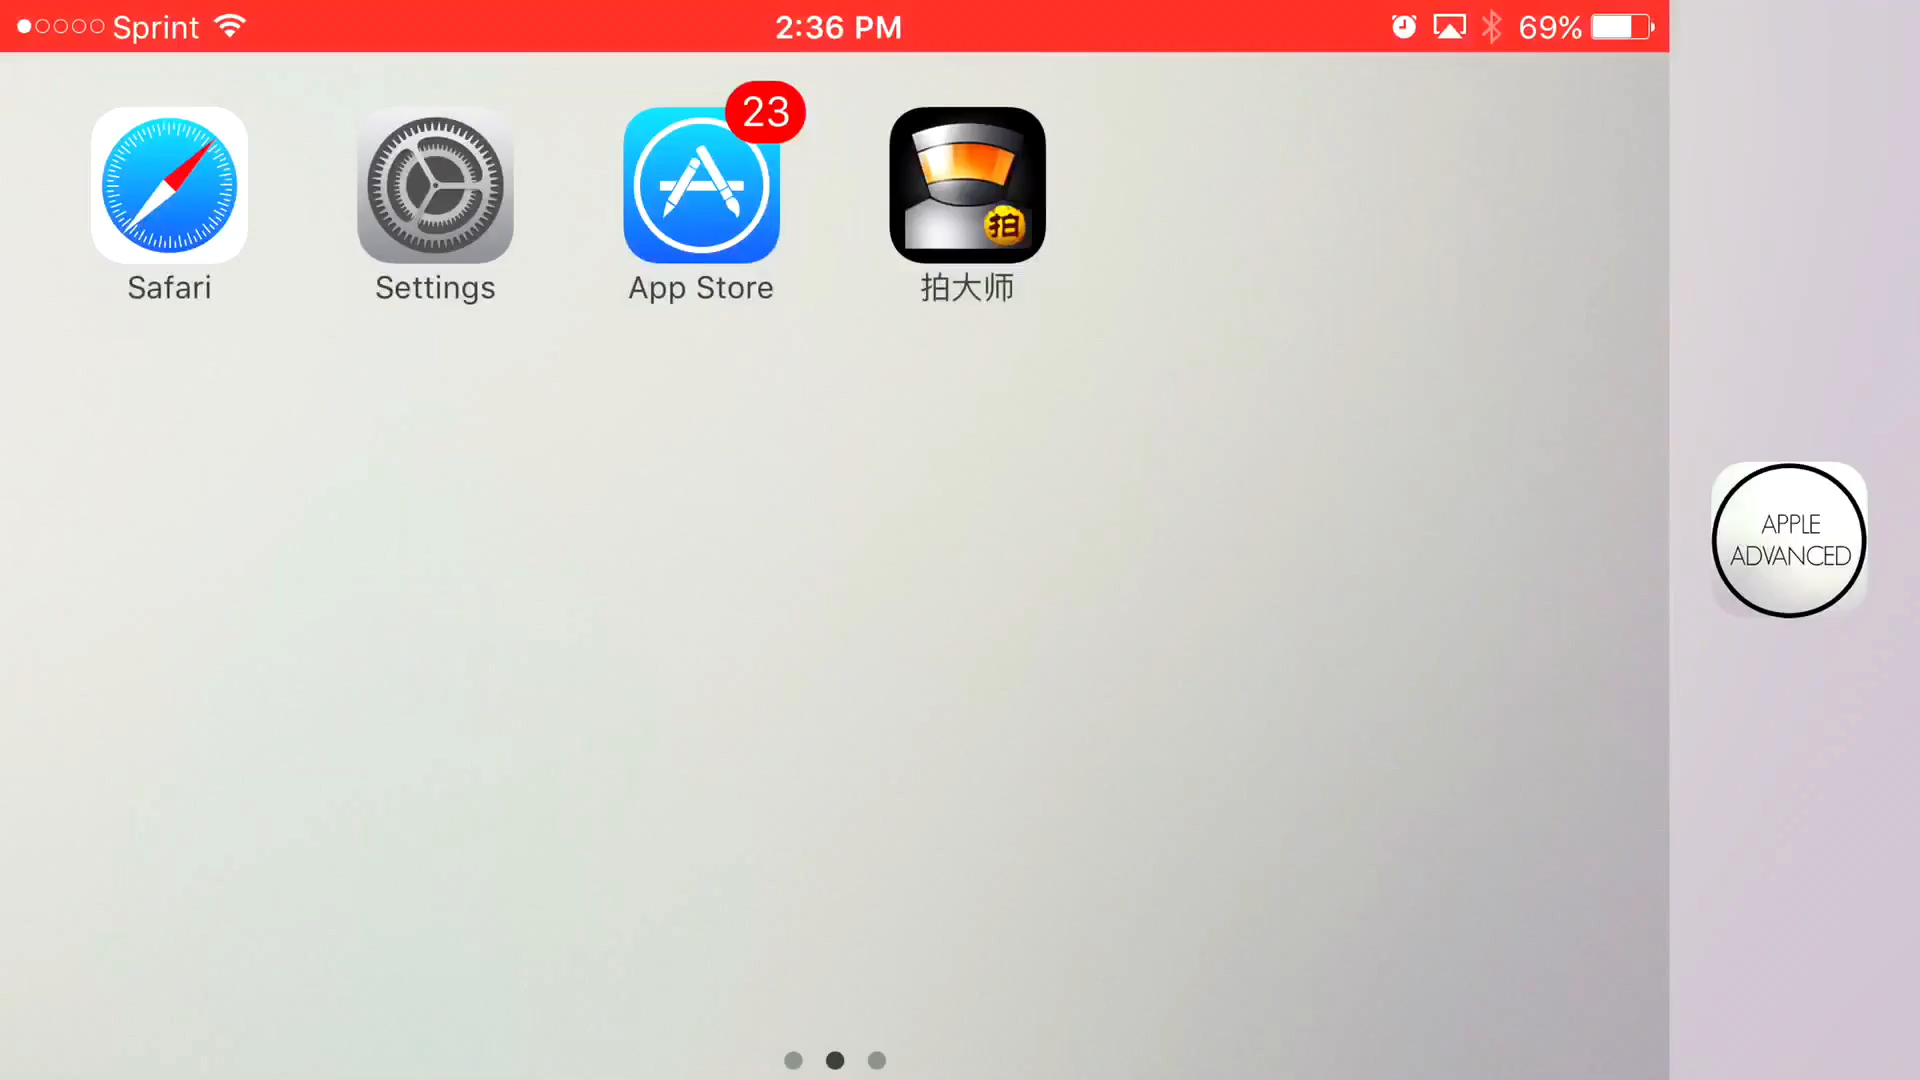 Sprint 2:36 PM 69%
23
拍
Safari Settings App Store 拍大师
APPLE
ADVANCED